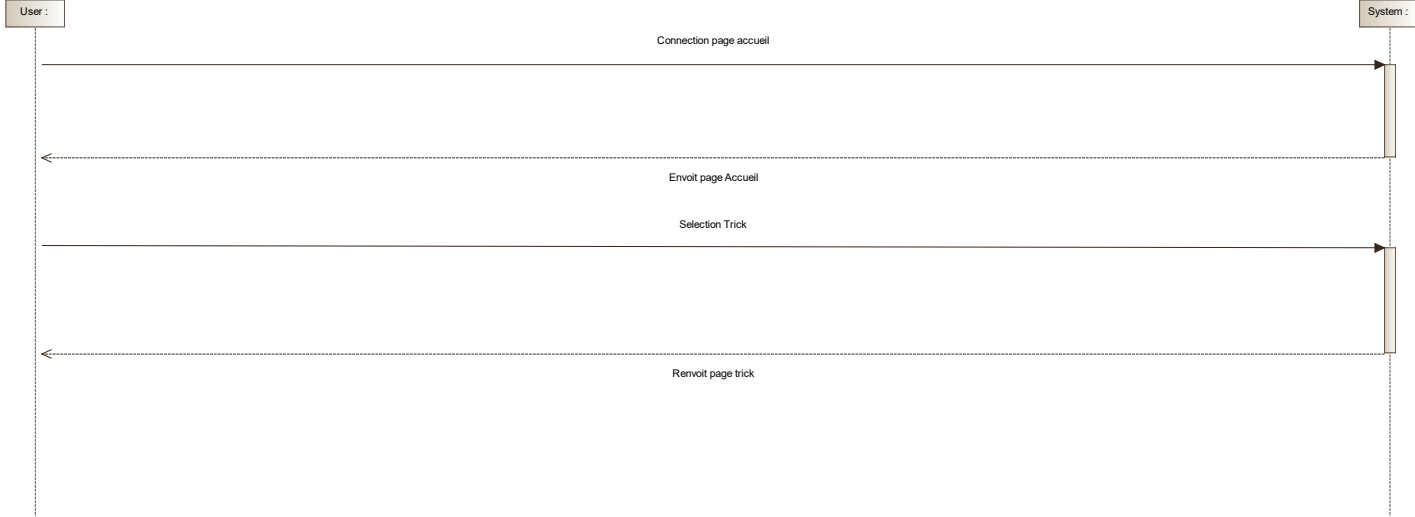 User :
System :
Connection page accueil
Envoit page Accueil
Selection Trick
Renvoit page trick